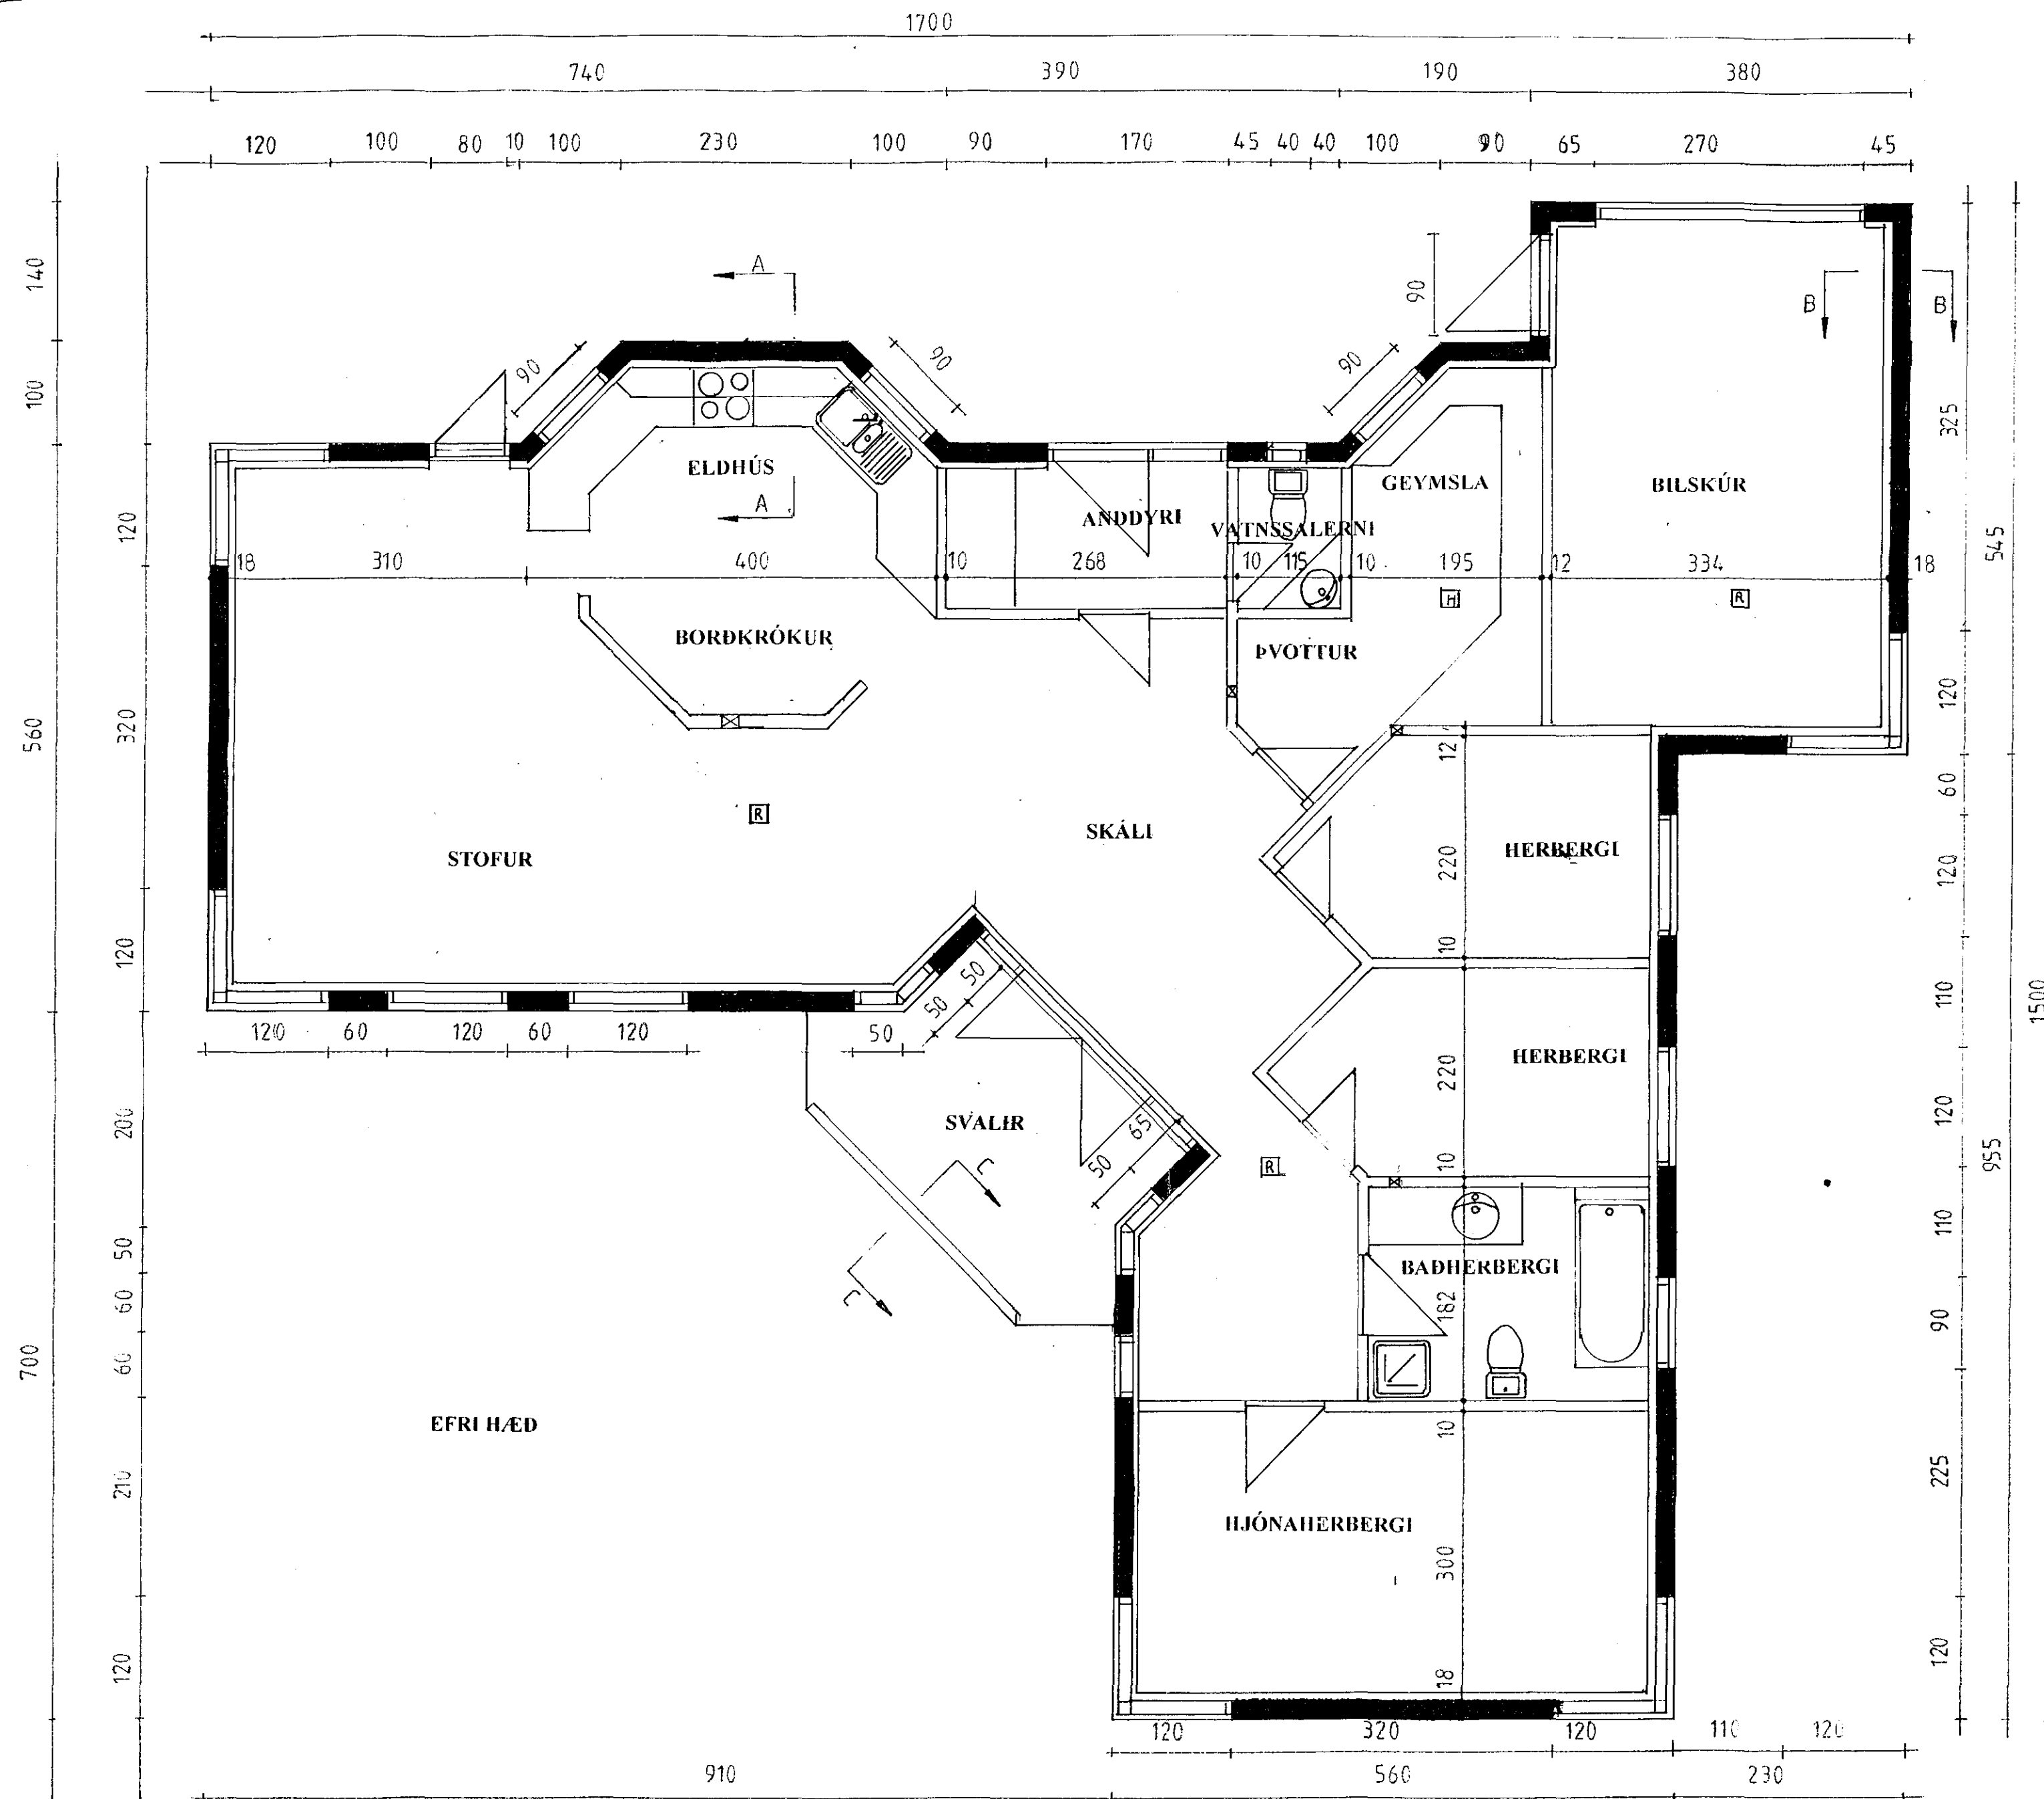 1700
740 390 190 380
120 100 80 10 100 230 100 90 170 45 40 40 100 90 65 270 45
140
100
560
700
120
320
120
200
50
60
60
210
120
90
90
90
90
A
A
B
B
ELDHÚS
ANDDYRI
VATNSSALERNI
GEYMSLA
BILSKÚR
18 310 400 10 268 10 115 10 195 12 334 18
H
R
BORÐKRÓKUR
ÞVOTTUR
R
STOFUR
SKÁLI
HERBERGI
HERBERGI
12
220
10
220
10
182
10
300
18
120 60 120 60 120 50
50
50
65
50
SVALIR
C
C
R
BAÐHERBERGI
EFRI HÆÐ
HJÓNAHERBERGI
325
120
60
120
110
120
110
90
225
120
545
955
1500
120 320 120 110 120
910 560 230